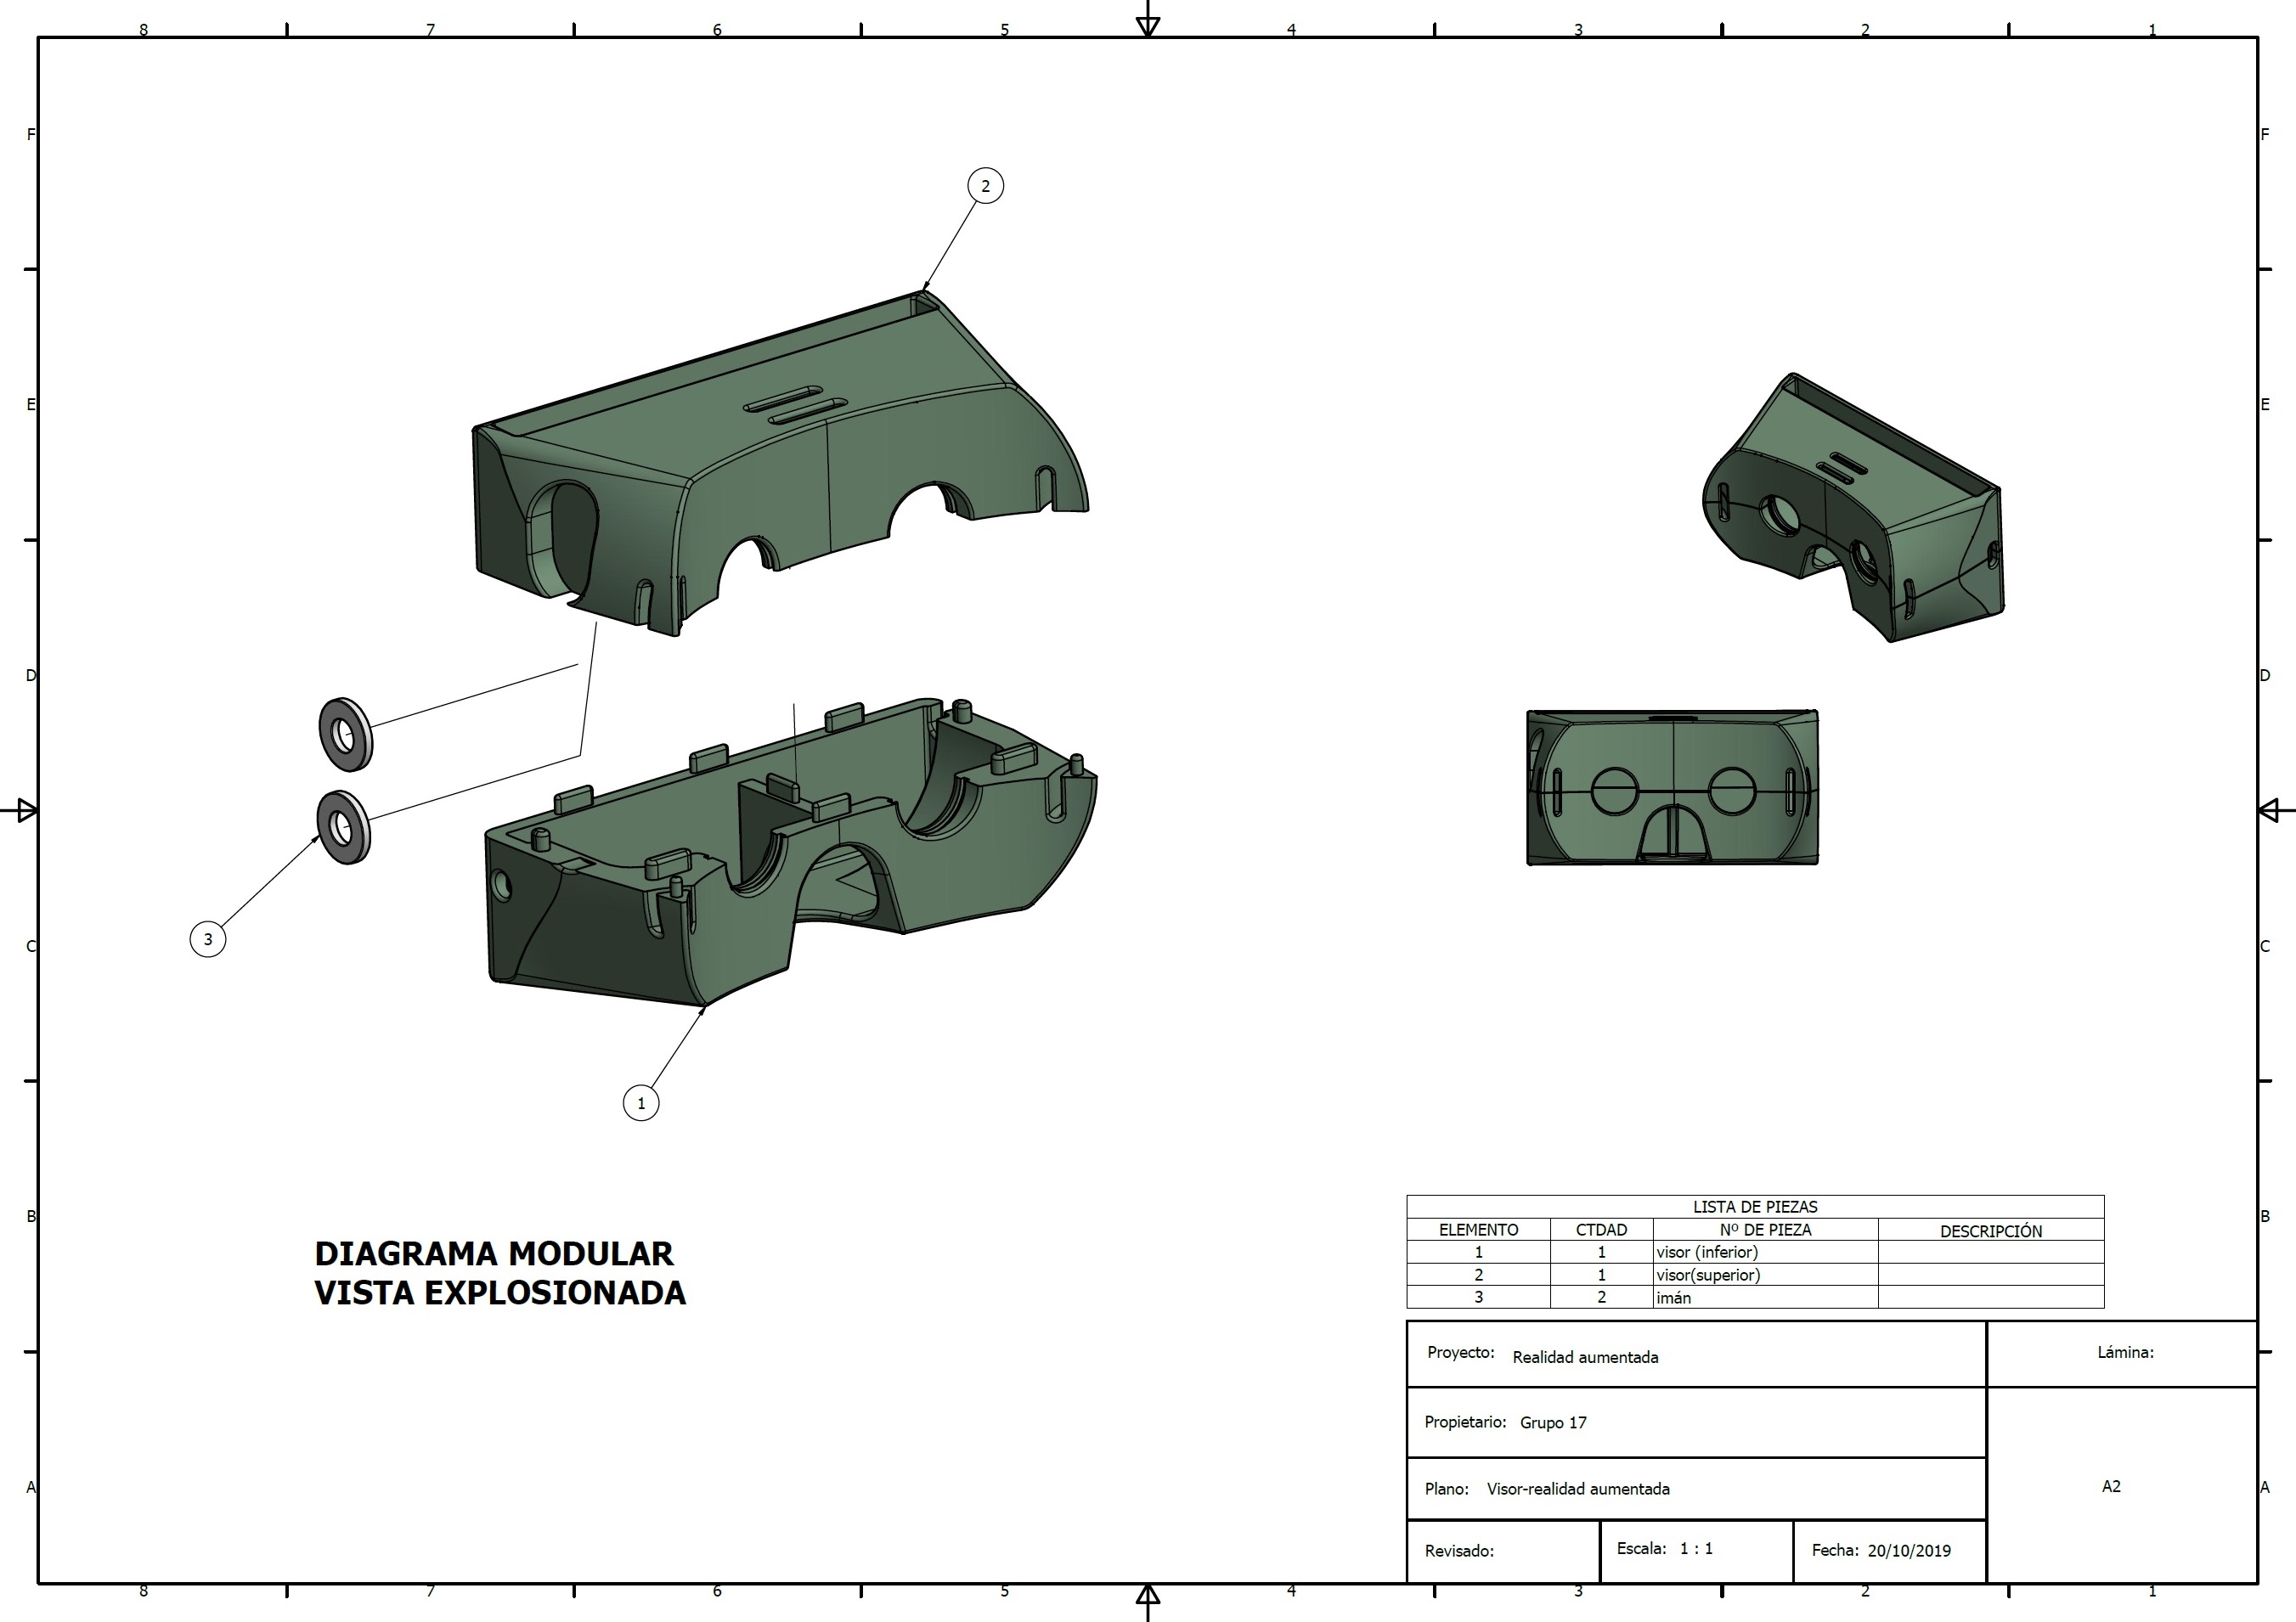 8 7 6 5 4 3 2 1
F F
2
E E
D D
3
C C
1
B B
DIAGRAMA MODULAR
VISTA EXPLOSIONADA
LISTA DE PIEZAS
ELEMENTO CTDAD Nº DE PIEZA DESCRIPCIÓN
1 1 visor (inferior)
2 1 visor(superior)
3 2 imán
Proyecto: Realidad aumentada
Lámina:
Propietario: Grupo 17
Plano: Visor-realidad aumentada
A2
A A
Revisado:
Escala: 1 : 1
Fecha: 20/10/2019
8 7 6 5 4 3 2 1